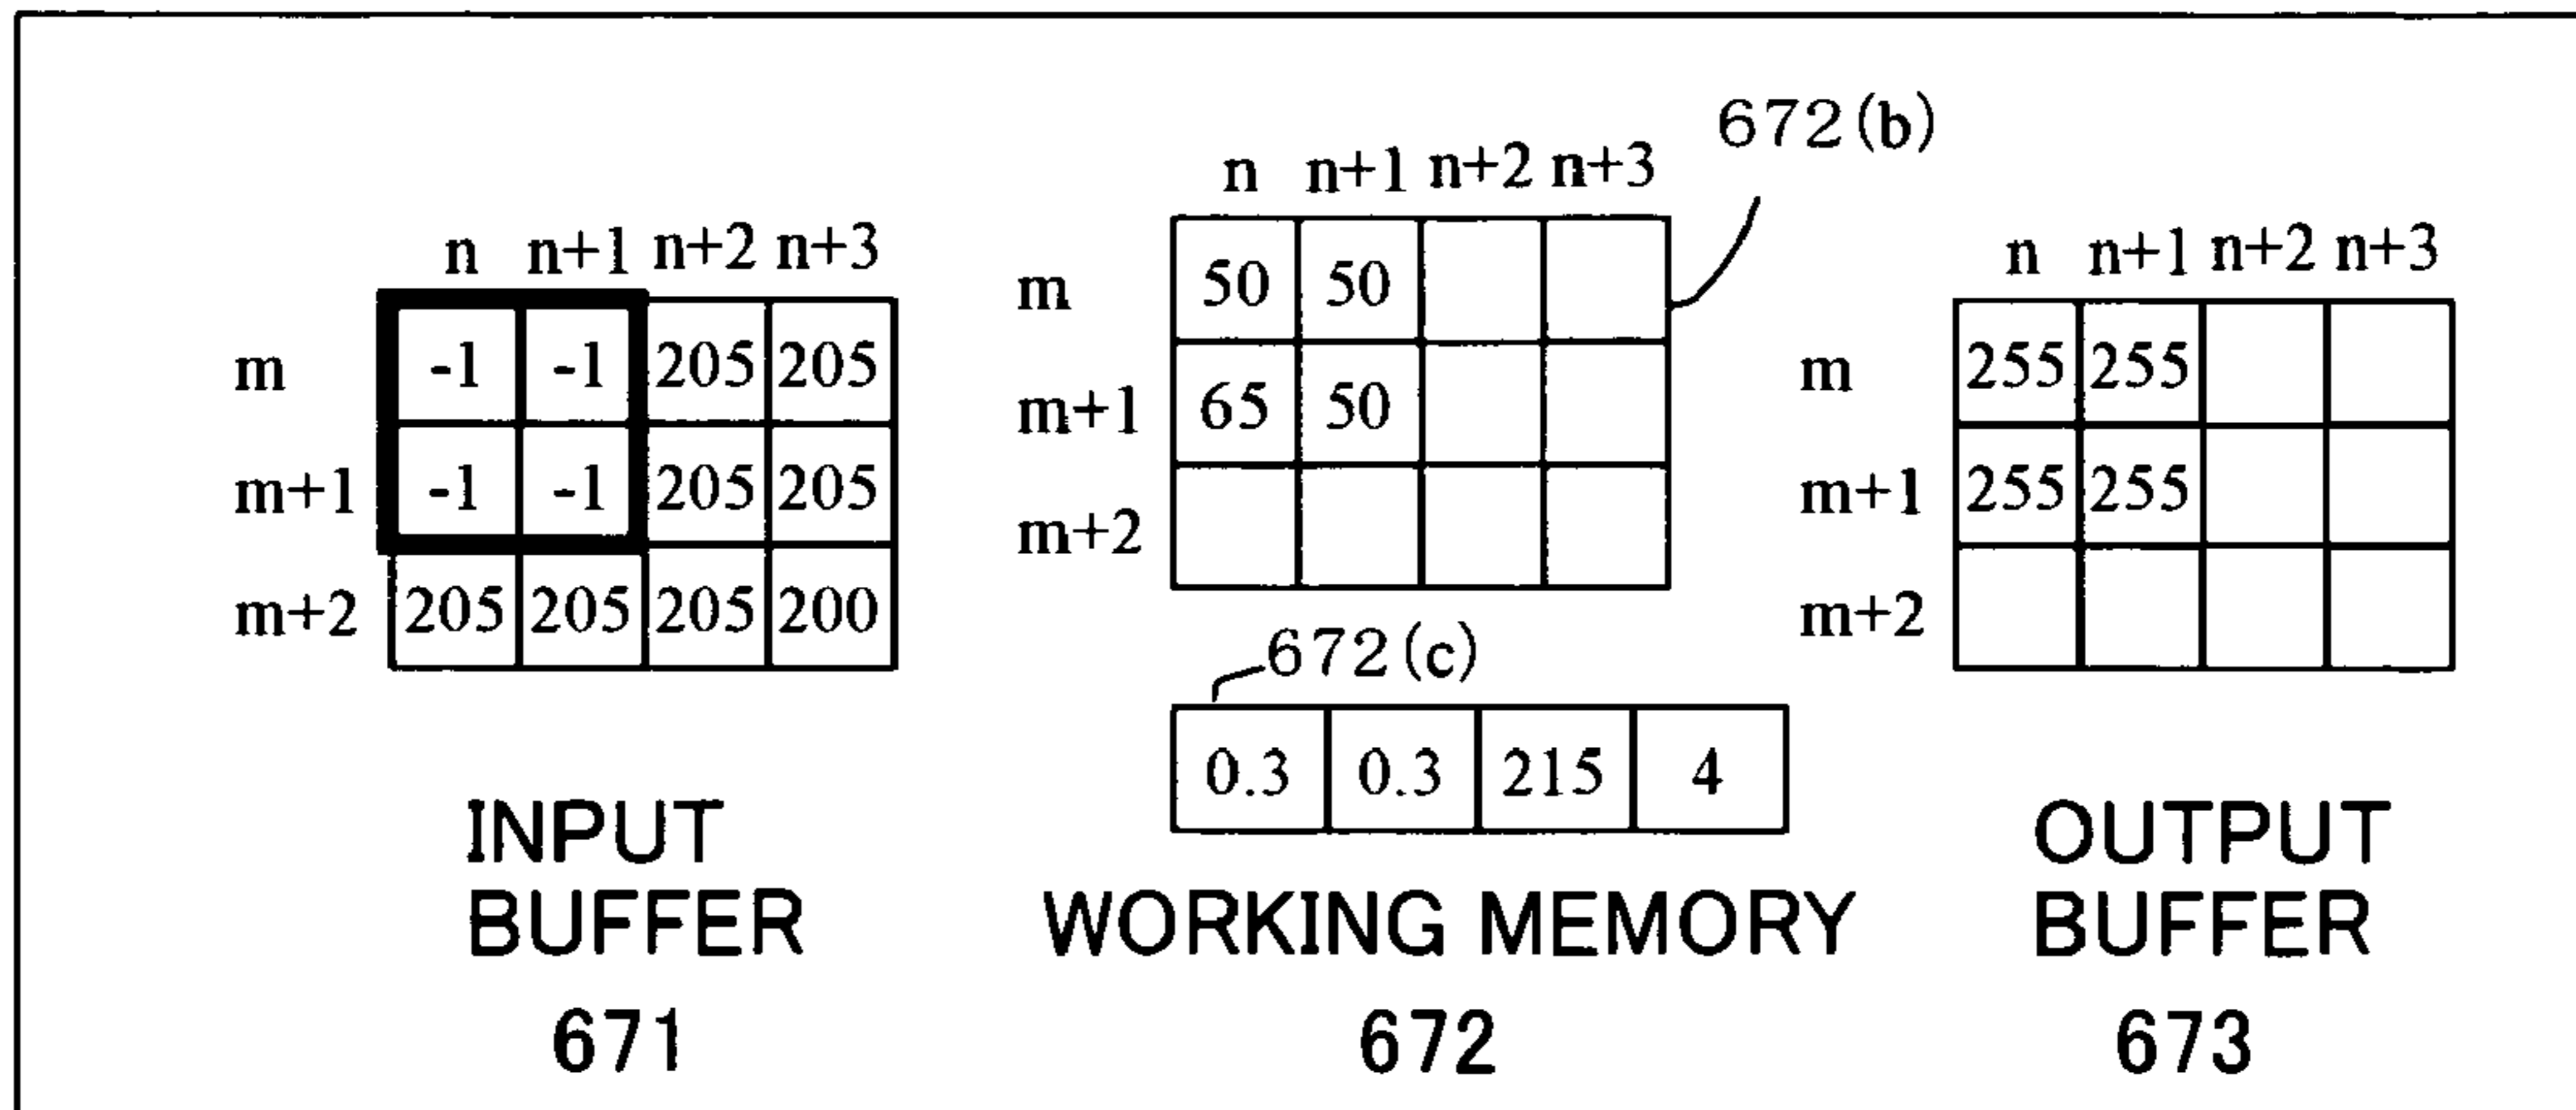 n n+1 n+2 n+3
m -1 -1 205 205
m+1 -1 -1 205 205
m+2 205 205 205 200
INPUT
BUFFER
671
672(b)
n n+1 n+2 n+3
m 50 50
m+1 65 50
m+2
672(c)
0.3 0.3 215 4
WORKING MEMORY
672
n n+1 n+2 n+3
m 255 255
m+1 255 255
m+2
OUTPUT
BUFFER
673